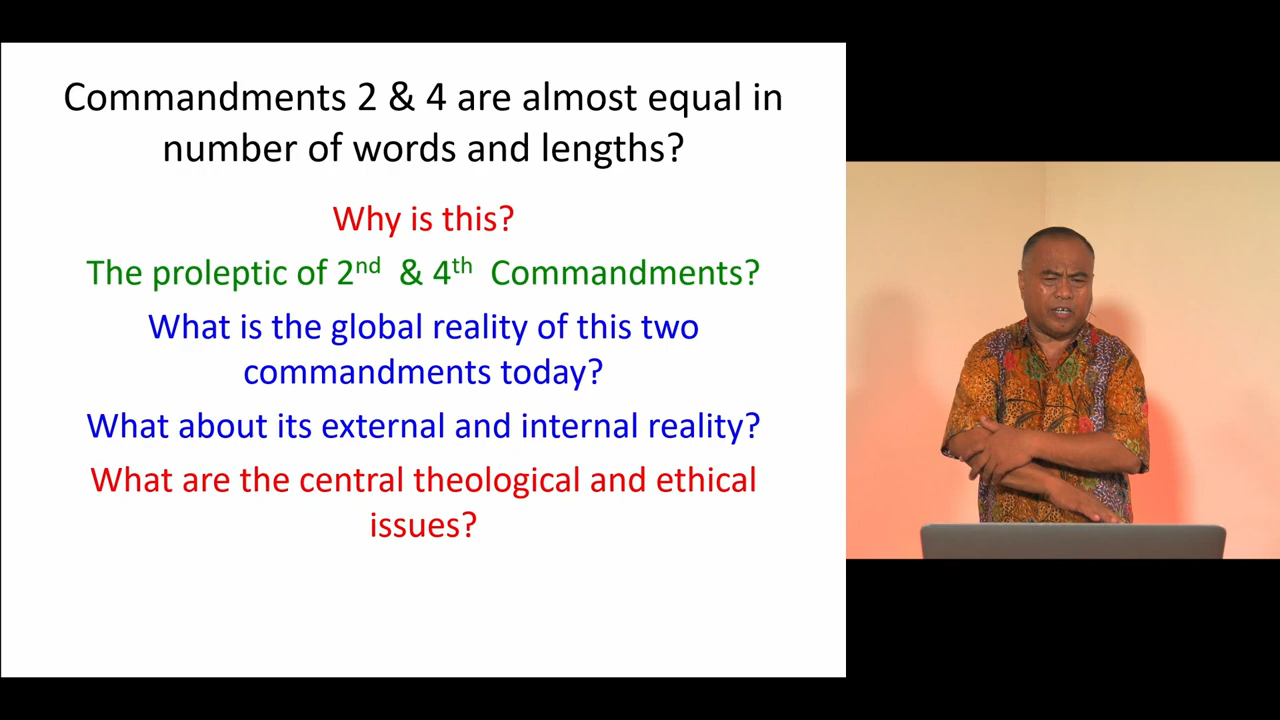 Commandments 2 & 4 are almost equal in
number of words and lengths?
Why is this?
The proleptic of 2nd & 4th Commandments?
What is the global reality of this two
commandments today?
What about its external and internal reality?
What are the central theological and ethical
issues?